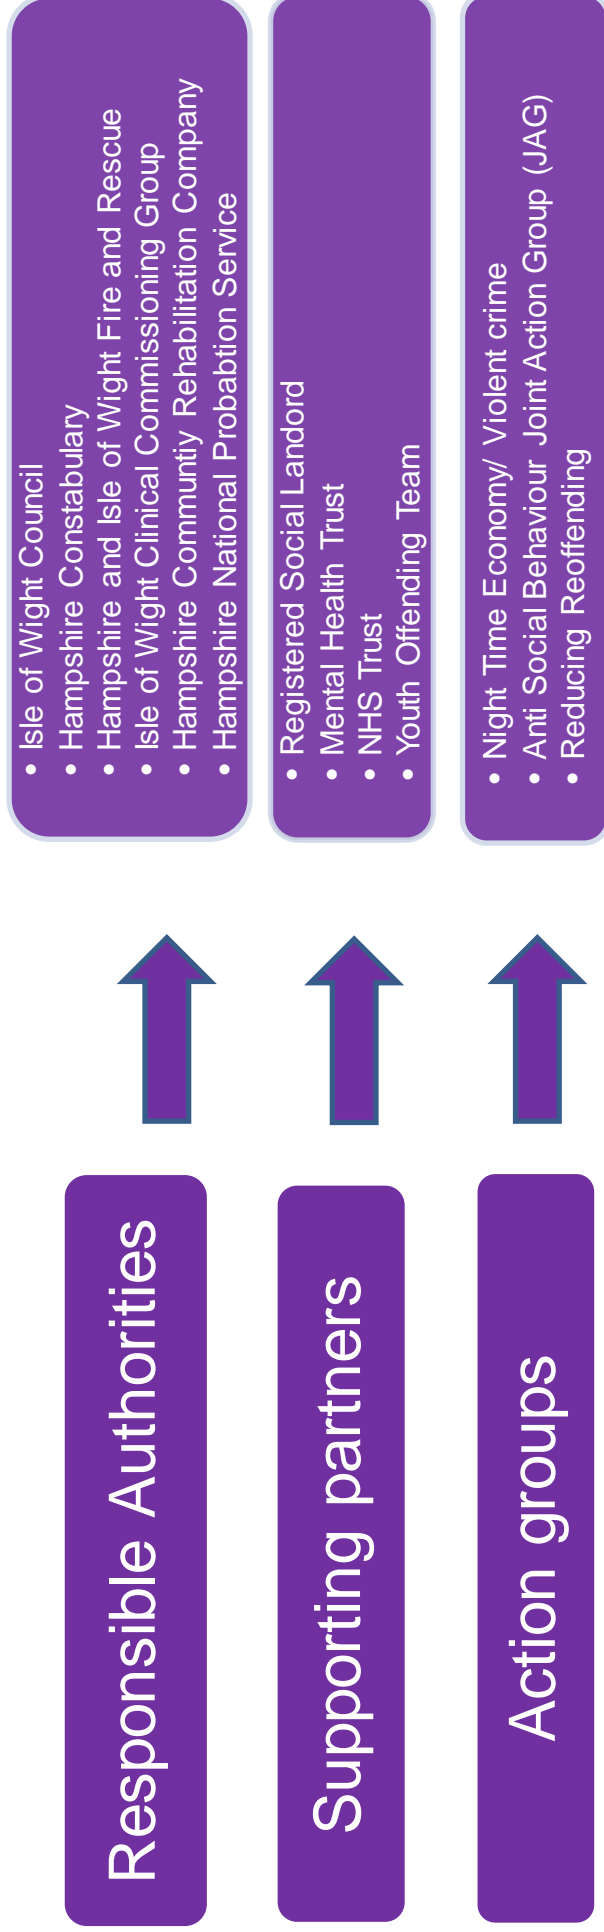 Responsible Authorities
• Isle of Wight Council
• Hampshire Constabulary
• Hampshire and Isle of Wight Fire and Rescue
• Isle of Wight Clinical Commissioning Group
• Hampshire Communtiy Rehabilitation Company
• Hampshire National Probabtion Service
Supporting partners
• Registered Social Landord
• Mental Health Trust
• NHS Trust
• Youth Offending Team
Action groups
• Night Time Economy/ Violent crime
• Anti Social Behaviour Joint Action Group (JAG)
• Reducing Reoffending